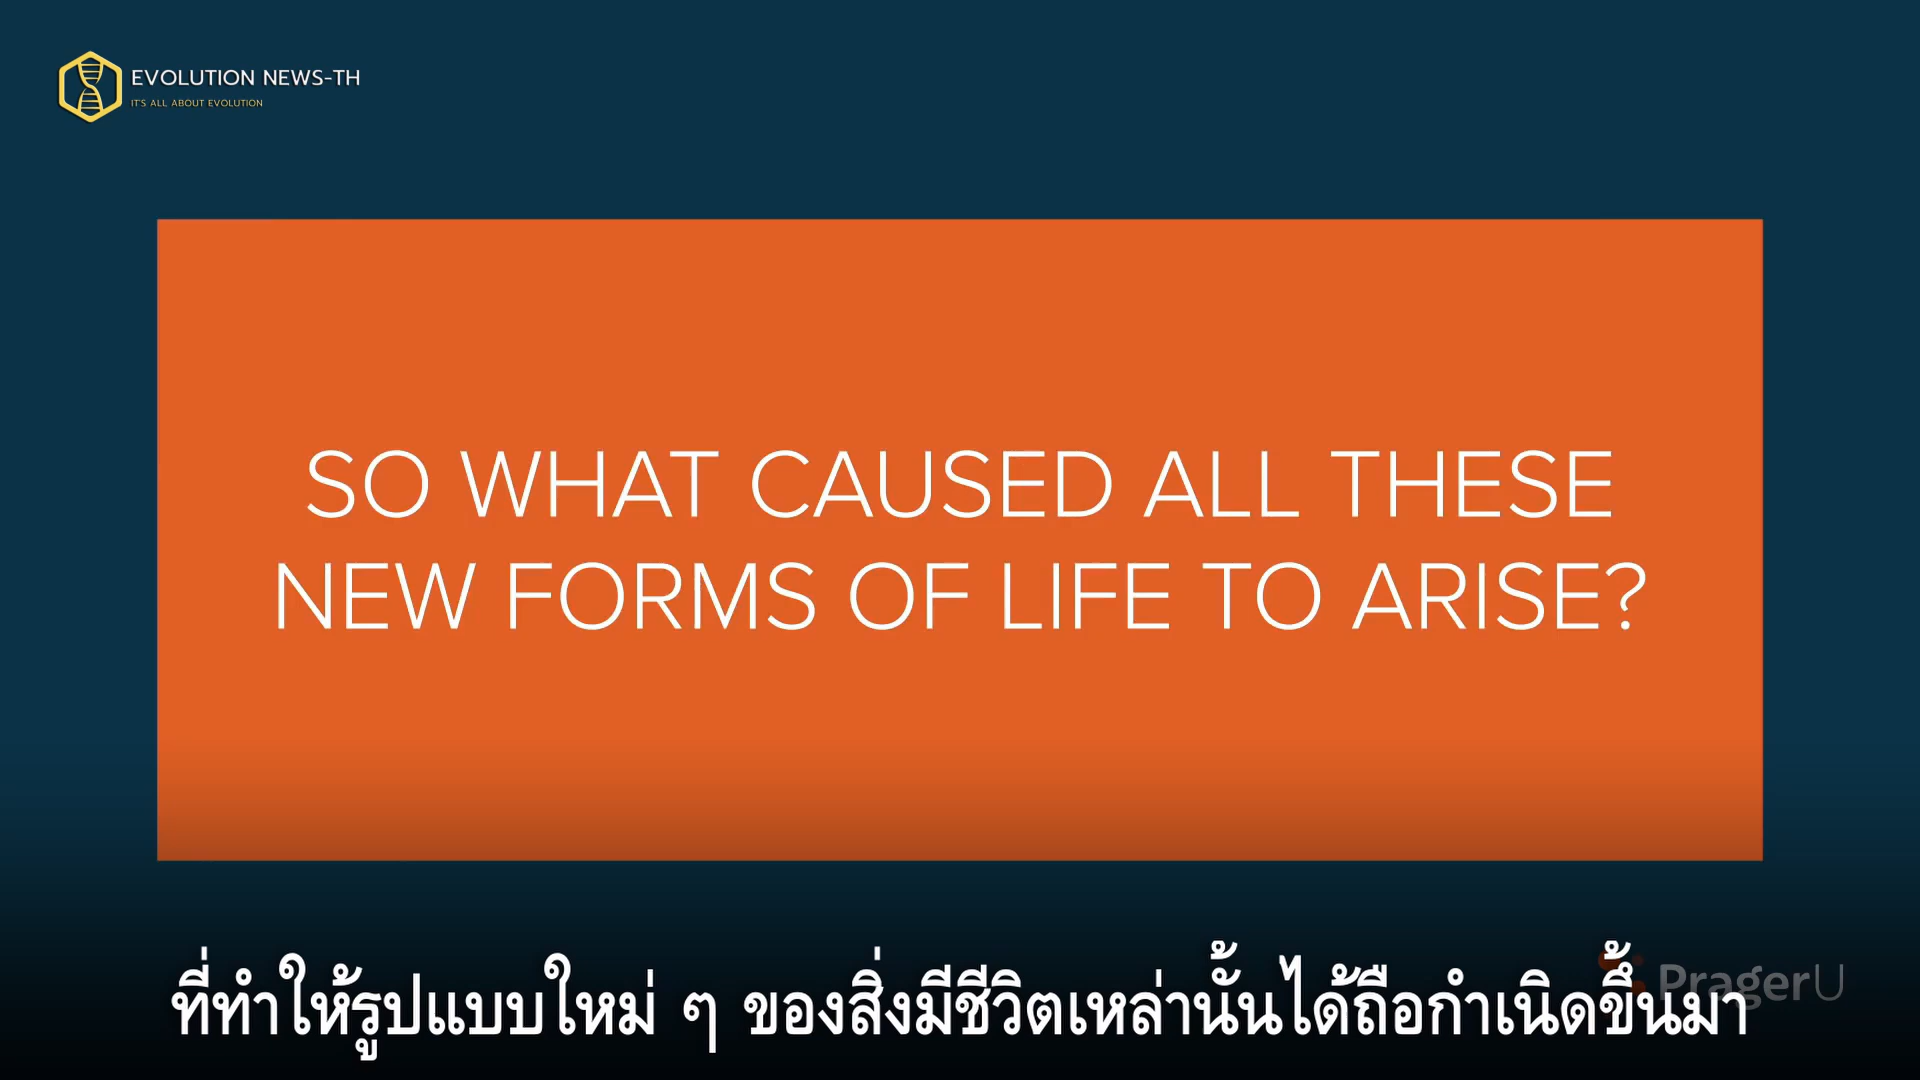 EVOLUTION NEWS-TH
IT'S ALL ABOUT EVOLUTION
SO WHAT CAUSED ALL THESE
NEW FORMS OF LIFE TO ARISE?
ที่ทำให้รูปแบบใหม่ ๆ ของสิ่งมีชีวิตเหล่านั้นได้ถือกำเนิดขึ้นมา
PragerU